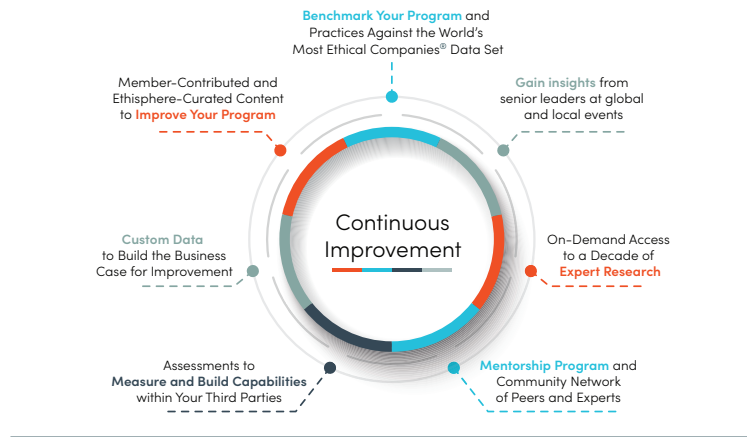 Benchmark Your Program and
Practices Against the World's
Most Ethical Companies® Data Set
Gain insights from
senior leaders at global
and local events
On-Demand Access
to a Decade of
Expert Research
Mentorship Program and
Community Network
of Peers and Experts
Assessments to
Measure and Build Capabilities
within Your Third Parties
Custom Data
to Build the Business
Case for Improvement
Member-Contributed and
Ethisphere-Curated Content
to Improve Your Program
Continuous
Improvement